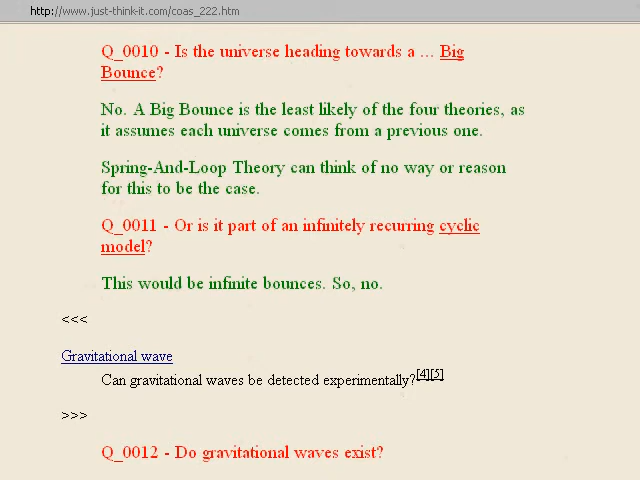 http://www.just-think-it.com/coas_222.htm
Q_0010 - Is the universe heading towards a ... Big
Bounce?
No. A Big Bounce is the least likely of the four theories, as
it assumes each universe comes from a previous one.
Spring-And-Loop Theory can think of no way or reason
for this to be the case.
Q_0011 - Or is it part of an infinitely recurring cyclic
model?
This would be infinite bounces. So, no.
<<<
Gravitational wave
Can gravitational waves be detected experimentally?[4][5]
>>>
Q_0012 - Do gravitational waves exist?